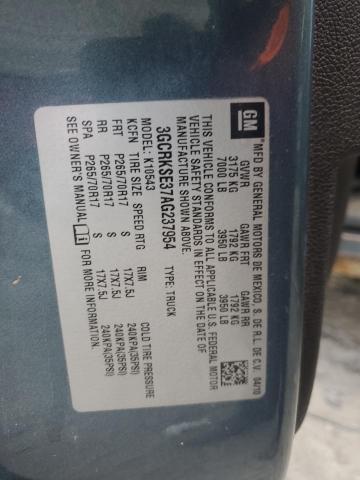 GM
MFD BY GENERAL MOTORS DE MEXICO, S. DE R.L. DE C.V. 04/10
GVWR GAWR FRT GAWR RR
3175 KG 1792 KG 1792 KG
7000 LB 3950 LB 3950 LB
THIS VEHICLE CONFORMS TO ALL APPLICABLE U.S. FEDERAL MOTOR
VEHICLE SAFETY STANDARDS IN EFFECT ON THE DATE OF
MANUFACTURE SHOWN ABOVE.
3GCRKSE37AG237954 TYPE: TRUCK
MODEL: K10543
KCFN TIRE SIZE SPEED RTG RIM COLD TIRE PRESSURE
FRT P265/70R17 S 17X7.5J 240KPA(35PSI)
RR P265/70R17 S 17X7.5J 240KPA(35PSI)
SPA P265/70R17 S 17X7.5J 240KPA(35PSI)
SEE OWNER'S MANUAL FOR MORE INFORMATION.